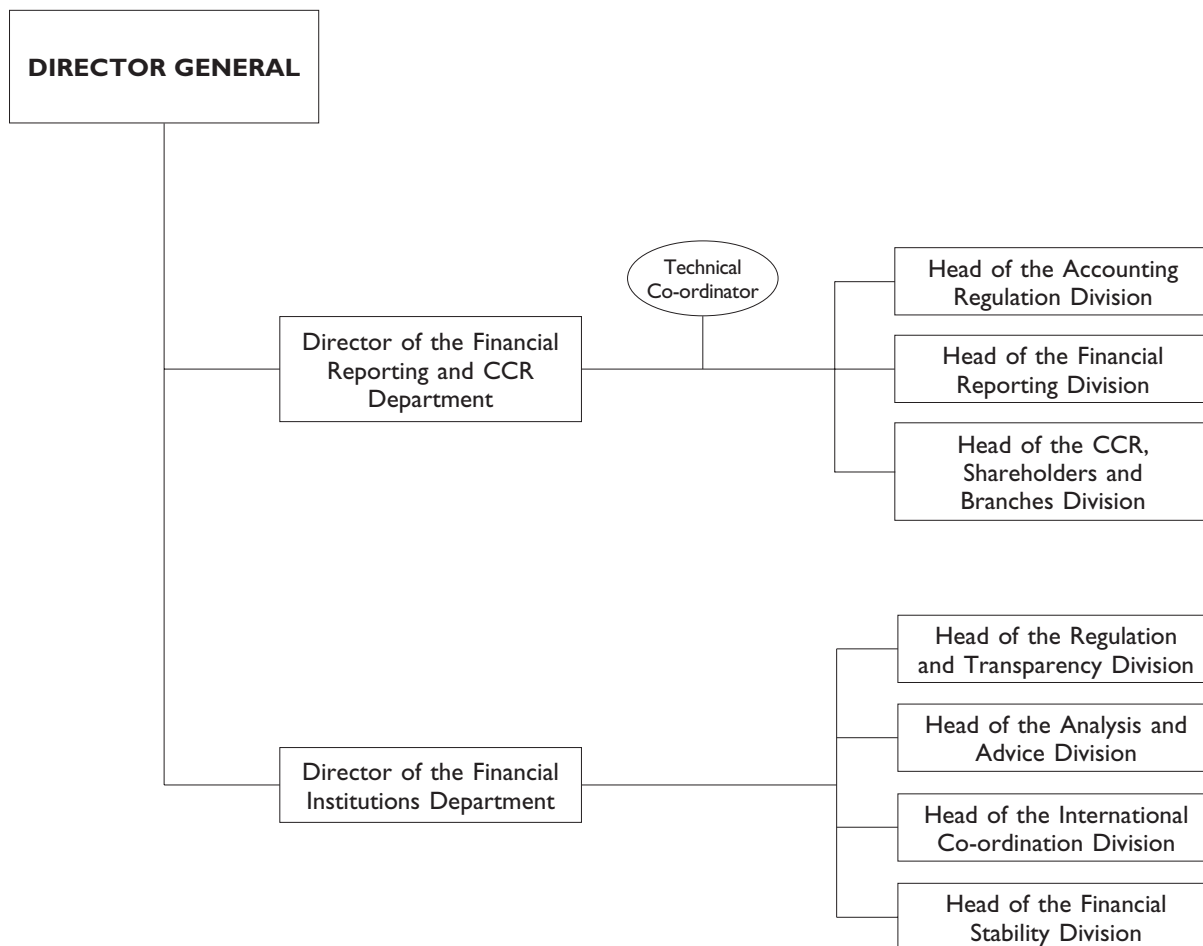 DIRECTOR GENERAL
Technical
Co-ordinator
Director of the Financial
Reporting and CCR
Department
Head of the Accounting
Regulation Division
Head of the Financial
Reporting Division
Head of the CCR,
Shareholders and
Branches Division
Director of the Financial
Institutions Department
Head of the Regulation
and Transparency Division
Head of the Analysis and
Advice Division
Head of the International
Co-ordination Division
Head of the Financial
Stability Division